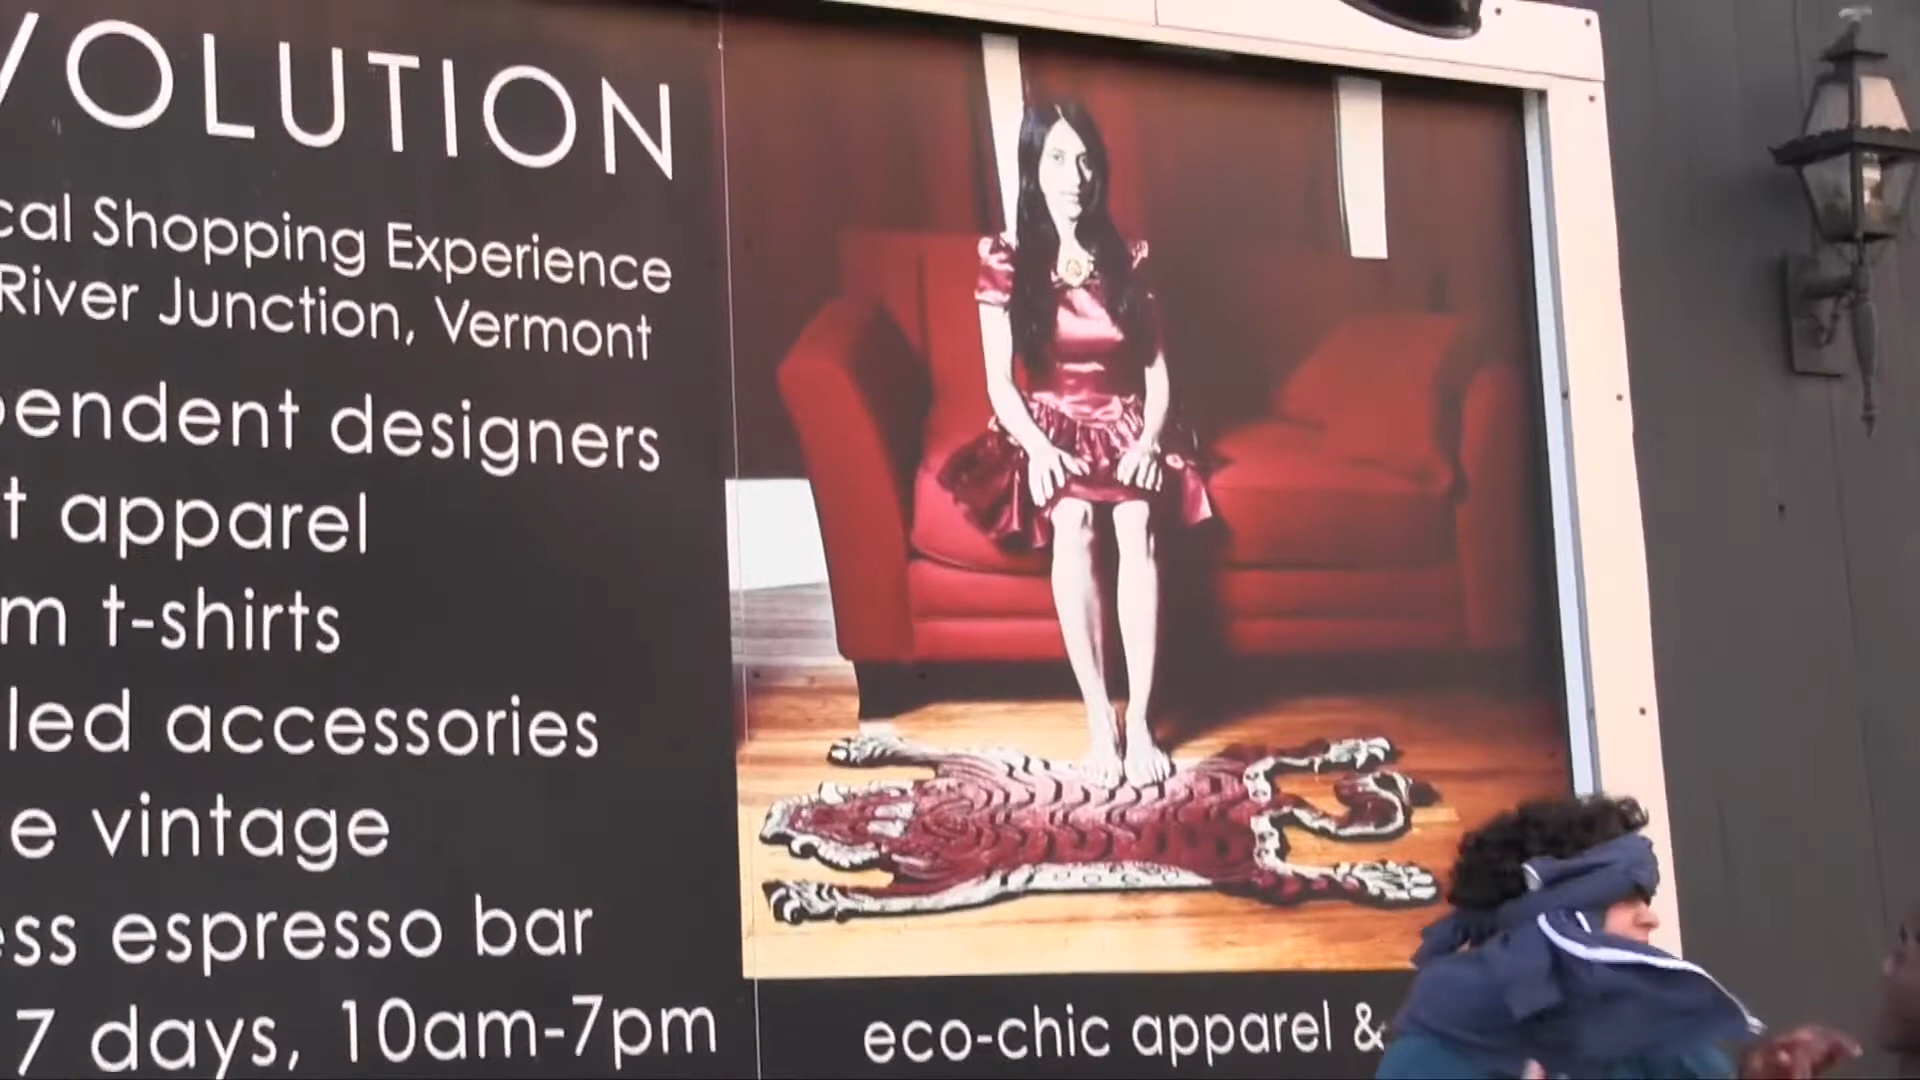 VOLUTION
cal Shopping Experience
River Junction, Vermont
pendent designers
t apparel
m t-shirts
led accessories
e vintage
ess espresso bar
7 days, 10am-7pm
eco-chic apparel &